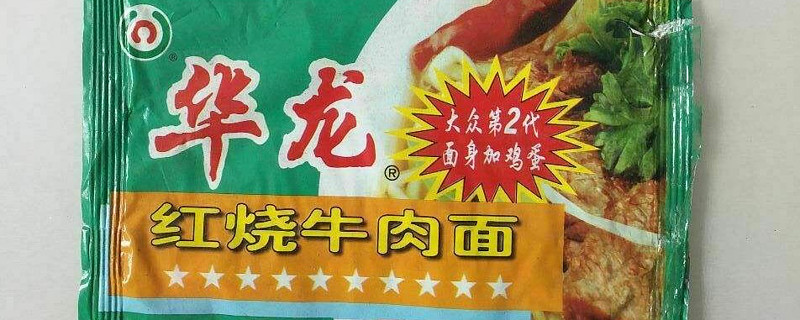 华龙®
大众第2代
面身加鸡蛋
红烧牛肉面